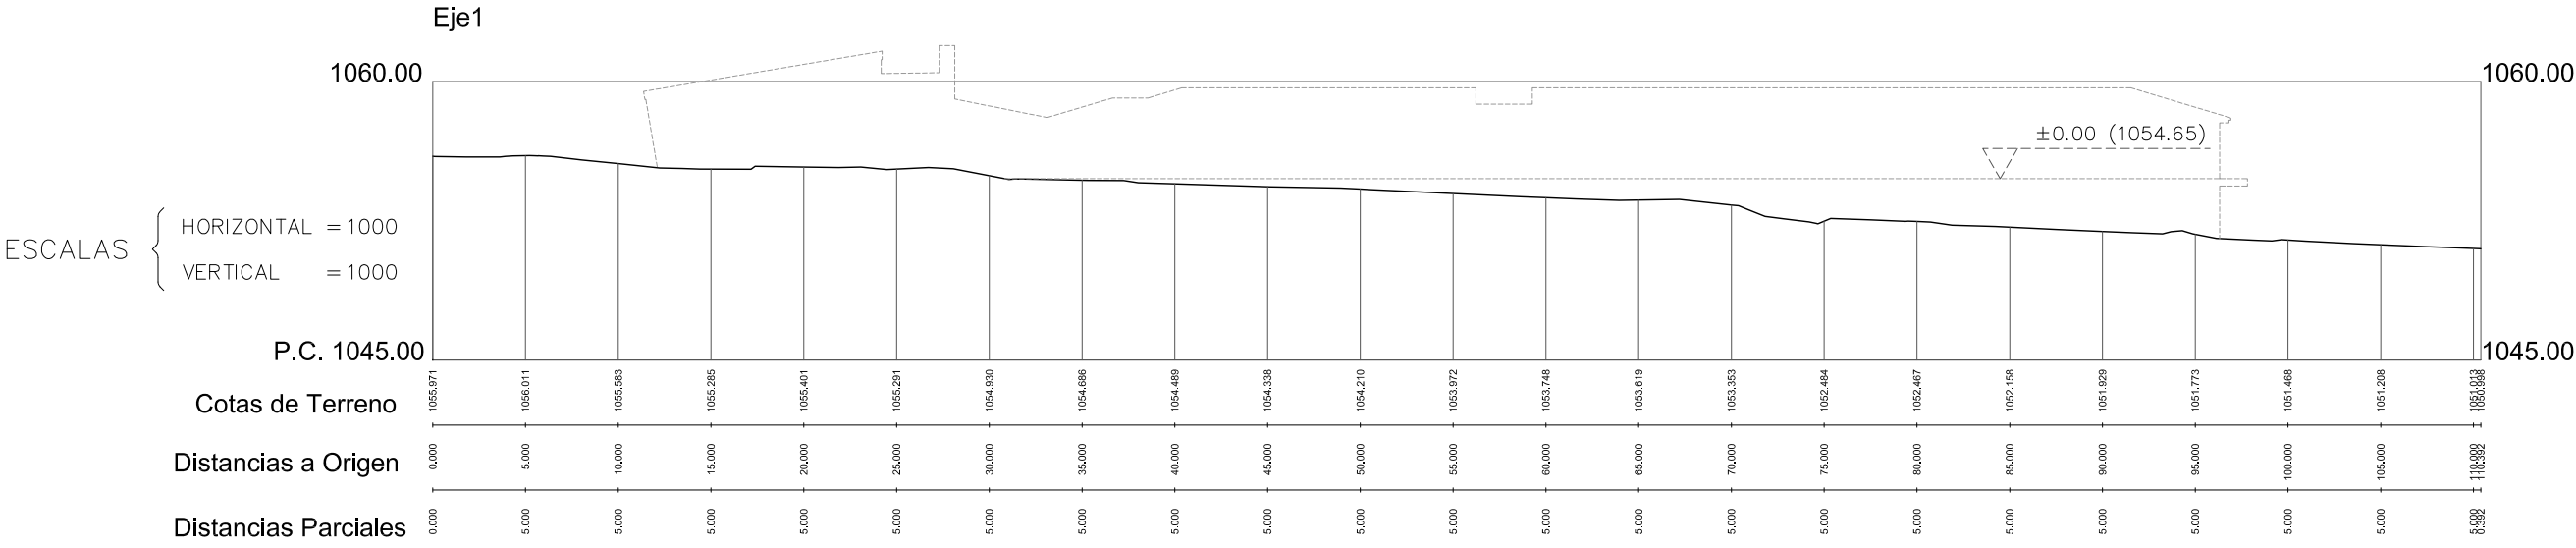 Eje1
1060.00 1060.00
±0.00 (1054.65)
ESCALAS
HORIZONTAL = 1000
VERTICAL = 1000
P.C. 1045.00 1045.00
Cotas de Terreno 1055.971 1056.011 1055.583 1055.285 1055.401 1055.291 1054.930 1054.686 1054.489 1054.338 1054.210 1053.972 1053.748 1053.619 1053.353 1052.484 1052.467 1052.158 1051.929 1051.773 1051.468 1051.208 1051.013 1050.998
Distancias a Origen 0.000 5.000 10.000 15.000 20.000 25.000 30.000 35.000 40.000 45.000 50.000 55.000 60.000 65.000 70.000 75.000 80.000 85.000 90.000 95.000 100.000 105.000 110.000 110.392
Distancias Parciales 0.000 5.000 5.000 5.000 5.000 5.000 5.000 5.000 5.000 5.000 5.000 5.000 5.000 5.000 5.000 5.000 5.000 5.000 5.000 5.000 5.000 5.000 5.000 0.392